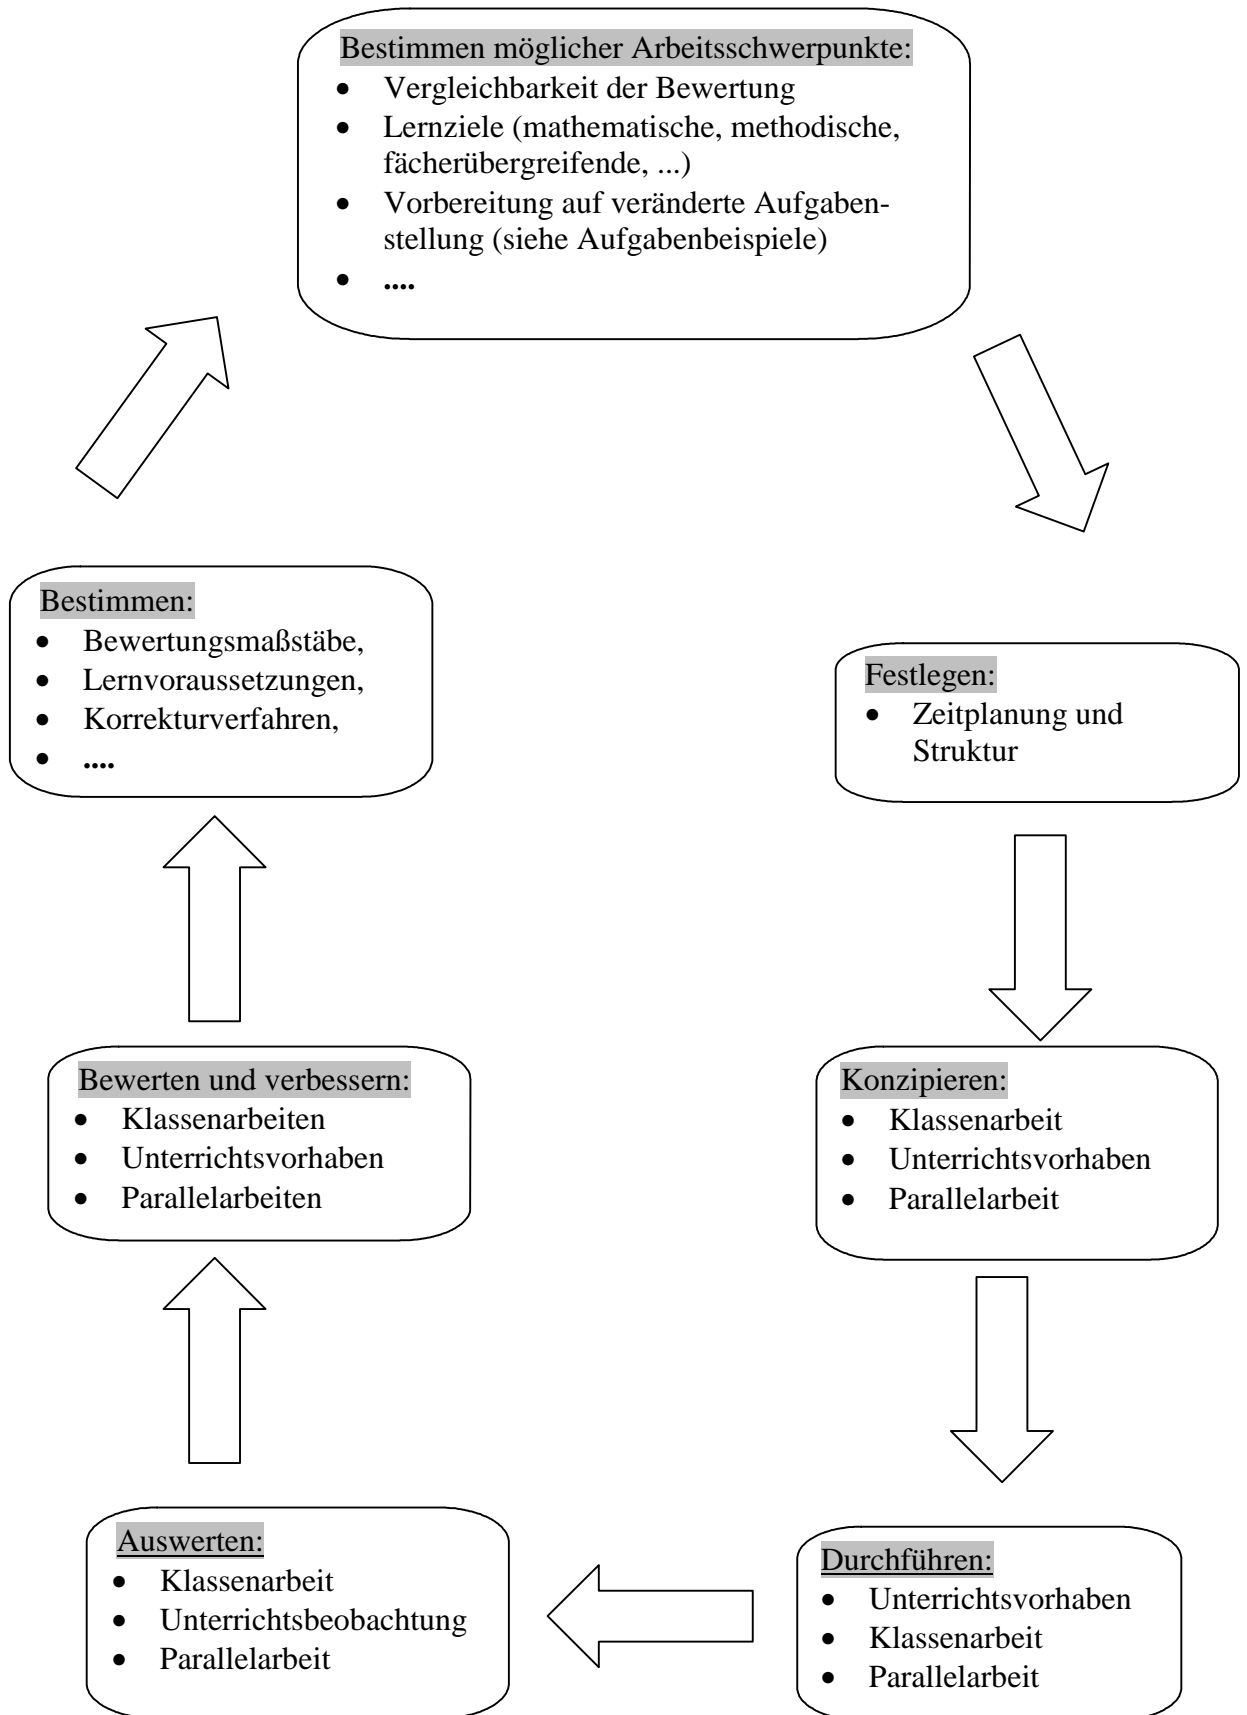 Bestimmen möglicher Arbeitsschwerpunkte:
• Vergleichbarkeit der Bewertung
• Lernziele (mathematische, methodische,
fächerübergreifende, ...)
• Vorbereitung auf veränderte Aufgaben-
stellung (siehe Aufgabenbeispiele)
• ....
Festlegen:
• Zeitplanung und
Struktur
Konzipieren:
• Klassenarbeit
• Unterrichtsvorhaben
• Parallelarbeit
Durchführen:
• Unterrichtsvorhaben
• Klassenarbeit
• Parallelarbeit
Auswerten:
• Klassenarbeit
• Unterrichtsbeobachtung
• Parallelarbeit
Bewerten und verbessern:
• Klassenarbeiten
• Unterrichtsvorhaben
• Parallelarbeiten
Bestimmen:
• Bewertungsmaßstäbe,
• Lernvoraussetzungen,
• Korrekturverfahren,
• ....